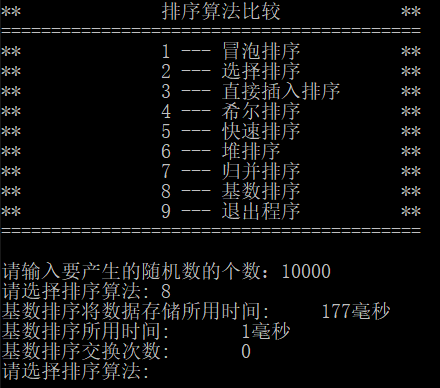 ** 排序算法比较 **
==========================================
** 1 --- 冒泡排序 **
** 2 --- 选择排序 **
** 3 --- 直接插入排序 **
** 4 --- 希尔排序 **
** 5 --- 快速排序 **
** 6 --- 堆排序 **
** 7 --- 归并排序 **
** 8 --- 基数排序 **
** 9 --- 退出程序 **
==========================================
请输入要产生的随机数的个数：10000
请选择排序算法: 8
基数排序将数据存储所用时间: 177毫秒
基数排序所用时间: 1毫秒
基数排序交换次数: 0
请选择排序算法: